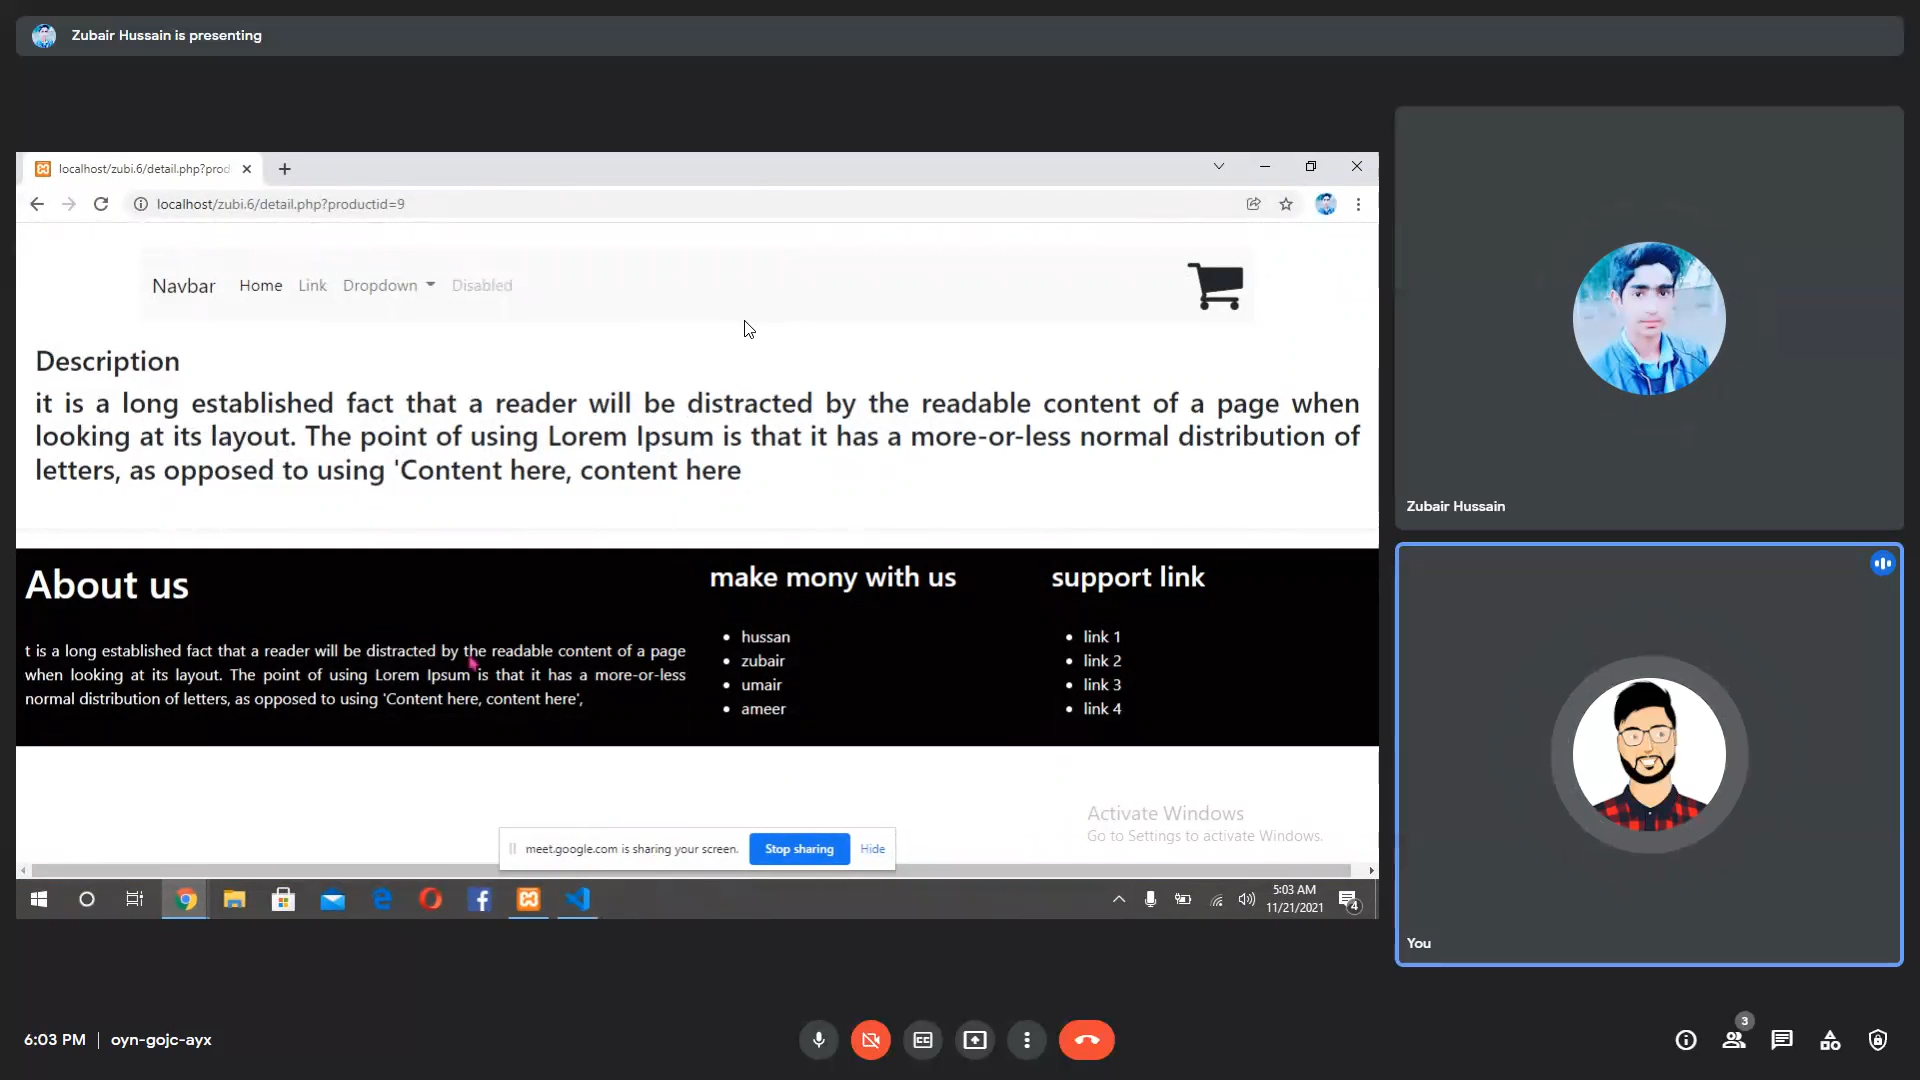 Zubair Hussain is presenting
localhost/zubi.6/detail.php?prod
localhost/zubi.6/detail.php?productid=9
Navbar Home Link Dropdown Disabled
Description
it is a long established fact that a reader will be distracted by the readable content of a page when
looking at its layout. The point of using Lorem Ipsum is that it has a more-or-less normal distribution of
letters, as opposed to using 'Content here, content here
About us
t is a long established fact that a reader will be distracted by the readable content of a page
when looking at its layout. The point of using Lorem Ipsum is that it has a more-or-less
normal distribution of letters, as opposed to using 'Content here, content here',
make mony with us
hussan
zubair
umair
ameer
support link
link 1
link 2
link 3
link 4
Activate Windows
Go to Settings to activate Windows.
meet.google.com is sharing your screen. Stop sharing Hide
5:03 AM
11/21/2021
4
Zubair Hussain
You
6:03 PM | oyn-gojc-ayx
3